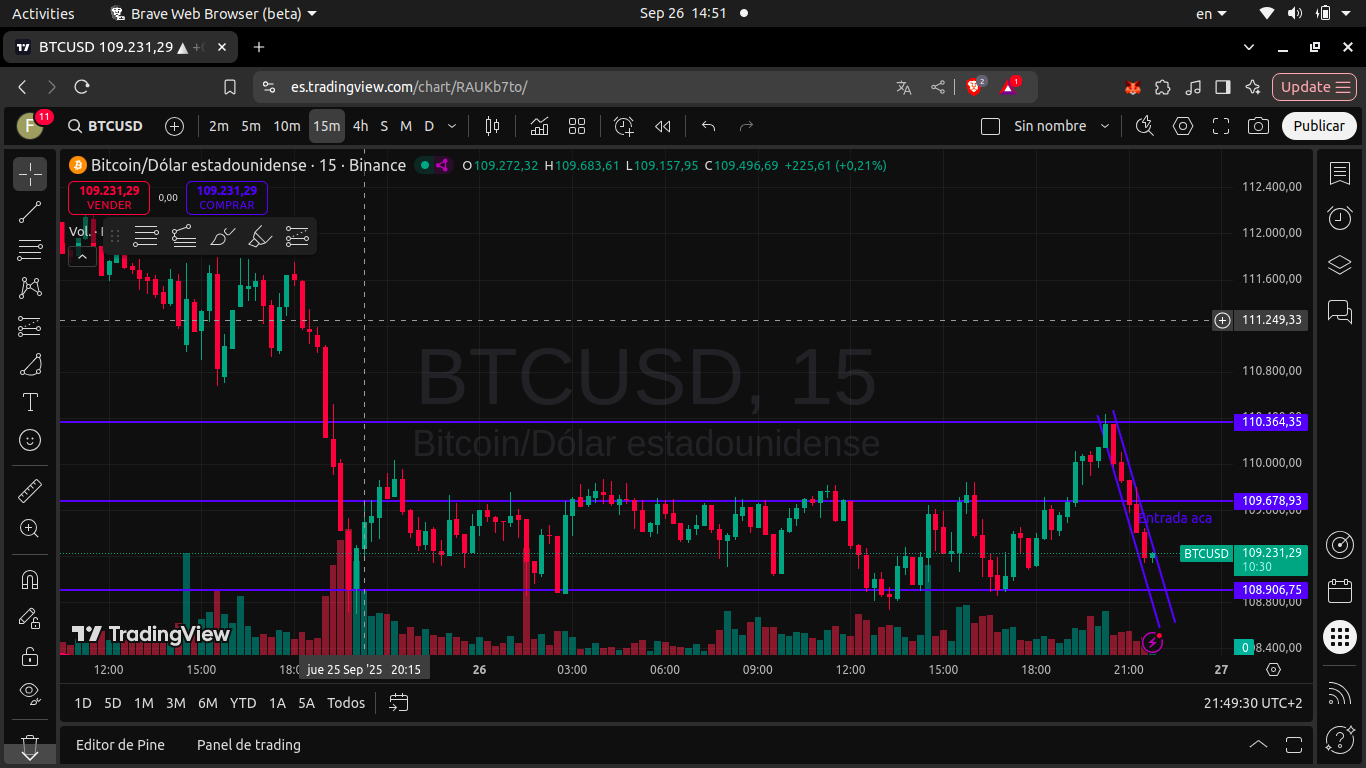 Activities Brave Web Browser (beta) Sep 26 14:51 en
BTCUSD 109.231,29 ▲ +
es.tradingview.com/chart/RAUKb7to/ 2 1 Update
F 11 BTCUSD 2m 5m 10m 15m 4h S M D Sin nombre Publicar
Bitcoin/Dólar estadounidense · 15 · Binance O109.272,32 H109.683,61 L109.157,95 C109.496,69 +225,61 (+0,21%)
109.231,29 0,00 109.231,29
VENDER COMPRAR
Vol. ·
112.400,00
112.000,00
111.600,00
111.249,33
110.800,00
BTCUSD, 15
Bitcoin/Dólar estadounidense
110.364,35
110.000,00
109.678,93
109.600,00
Entrada aca
BTCUSD 109.231,29
10:30
108.906,75
108.800,00
TradingView
0
108.400,00
12:00 15:00 18:0 jue 25 Sep '25 20:15 26 03:00 06:00 09:00 12:00 15:00 18:00 21:00 27
1D 5D 1M 3M 6M YTD 1A 5A Todos 21:49:30 UTC+2
Editor de Pine Panel de trading